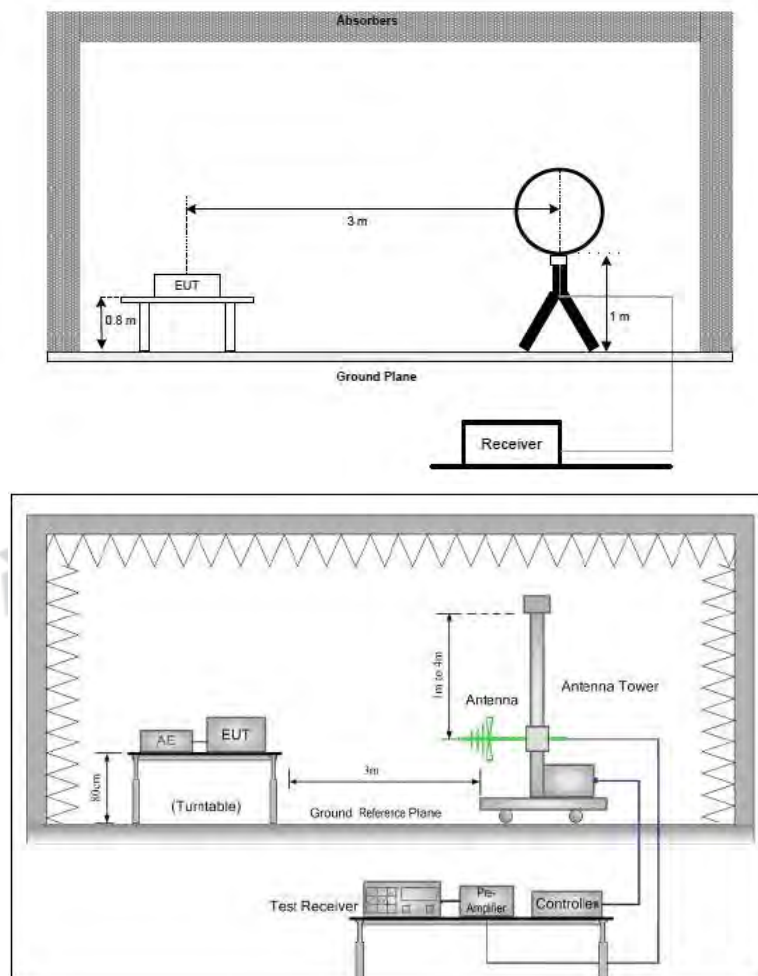 Absorbers
3 m
EUT
0.8 m
1 m
Ground Plane
Receiver
1m to 4m
Antenna
Antenna Tower
AE
EUT
3m
80cm
(Turntable)
Ground Reference Plane
Test Receiver
Pre-
Amplifier
Controller